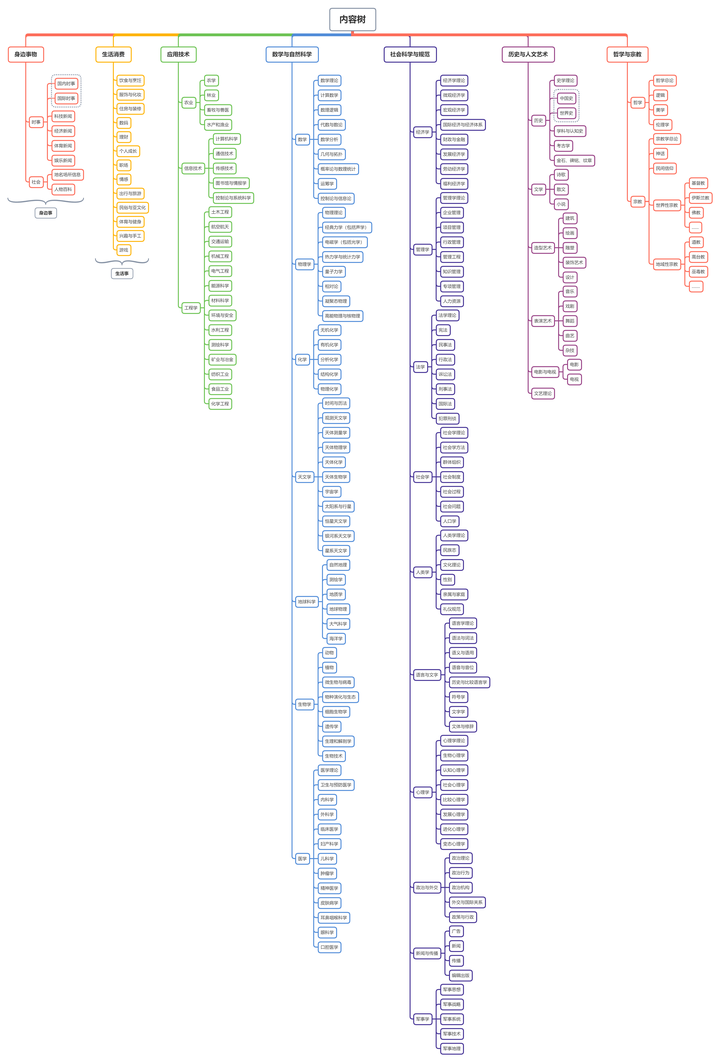 内容树
身边事物
时事
国内时事
国际时事
科技新闻
经济新闻
体育新闻
娱乐新闻
社会
地点场所信息
人物百科
身边事
生活消费
饮食与烹饪
服饰与化妆
住房与装修
数码
理财
个人成长
职场
情感
出行与旅游
网站与亚文化
体育与健身
兴趣与手工
游戏
生活事
应用技术
农业
农学
林业
畜牧与兽医
水产和渔业
信息技术
计算机科学
通信技术
传感技术
图书馆与情报学
控制论与系统科学
工程学
土木工程
航空航天
交通运输
机械工程
电气工程
能源科学
材料科学
环境与安全
水利工程
测绘科学
矿业与冶金
纺织工业
食品工业
化学工程
数学与自然科学
数学
数学理论
计算数学
数理逻辑
代数与数论
数学分析
几何与拓扑
概率论与数理统计
运筹学
控制论与信息论
物理学
物理理论
经典力学（包括声学）
电磁学（包括光学）
热力学与统计力学
量子力学
相对论
凝聚态物理
高能物理与核物理
化学
无机化学
有机化学
分析化学
结构化学
物理化学
天文学
时间与历法
观测天文学
天体测量学
天体物理学
天体化学
天体生物学
宇宙学
太阳系与行星
恒星天文学
银河系天文学
星系天文学
地球科学
自然地理
测绘学
地质学
地球物理
大气科学
海洋学
生物学
动物
植物
微生物与病毒
物种演化与生态
细胞生物学
遗传学
生理和解剖学
生物技术
医学
医学理论
卫生与预防医学
内科学
外科学
临床医学
妇产科学
儿科学
肿瘤学
精神医学
皮肤病学
耳鼻咽喉科学
眼科学
口腔医学
社会科学与规范
经济学
经济学理论
微观经济学
宏观经济学
国际经济与经济体系
财政与金融
发展经济学
劳动经济学
福利经济学
管理学
管理学理论
企业管理
项目管理
行政管理
管理工程
知识管理
专项管理
人力资源
法学
法学理论
宪法
民事法
行政法
诉讼法
刑事法
国际法
犯罪刑侦
社会学
社会学理论
社会学方法
群体组织
社会制度
社会过程
社会问题
人口学
人类学
人类学理论
民族志
文化理论
性别
亲属与家庭
礼仪规范
语言与文字
语言学理论
语法与词法
语义与语用
语音与音位
历史与比较语言学
符号学
文字学
文体与修辞
心理学
心理学理论
生物心理学
认知心理学
社会心理学
比较心理学
发展心理学
进化心理学
变态心理学
政治与外交
政治理论
政治行为
政治机构
外交与国际关系
政策与行政
新闻与传播
广告
新闻
传播
编辑出版
军事学
军事思想
军事战略
军事系统
军事技术
军事地理
历史与人文艺术
历史
史学理论
中国史
世界史
学科与认知史
考古学
金石、碑铭、纹章
文学
诗歌
散文
小说
造型艺术
建筑
绘画
雕塑
装饰艺术
设计
表演艺术
音乐
戏剧
舞蹈
曲艺
杂技
电影与电视
电影
电视
文艺理论
哲学与宗教
哲学
哲学总论
逻辑
美学
伦理学
宗教
宗教学总论
神话
民间信仰
世界性宗教
基督教
伊斯兰教
佛教
……
地域性宗教
道教
高台教
巫毒教
……